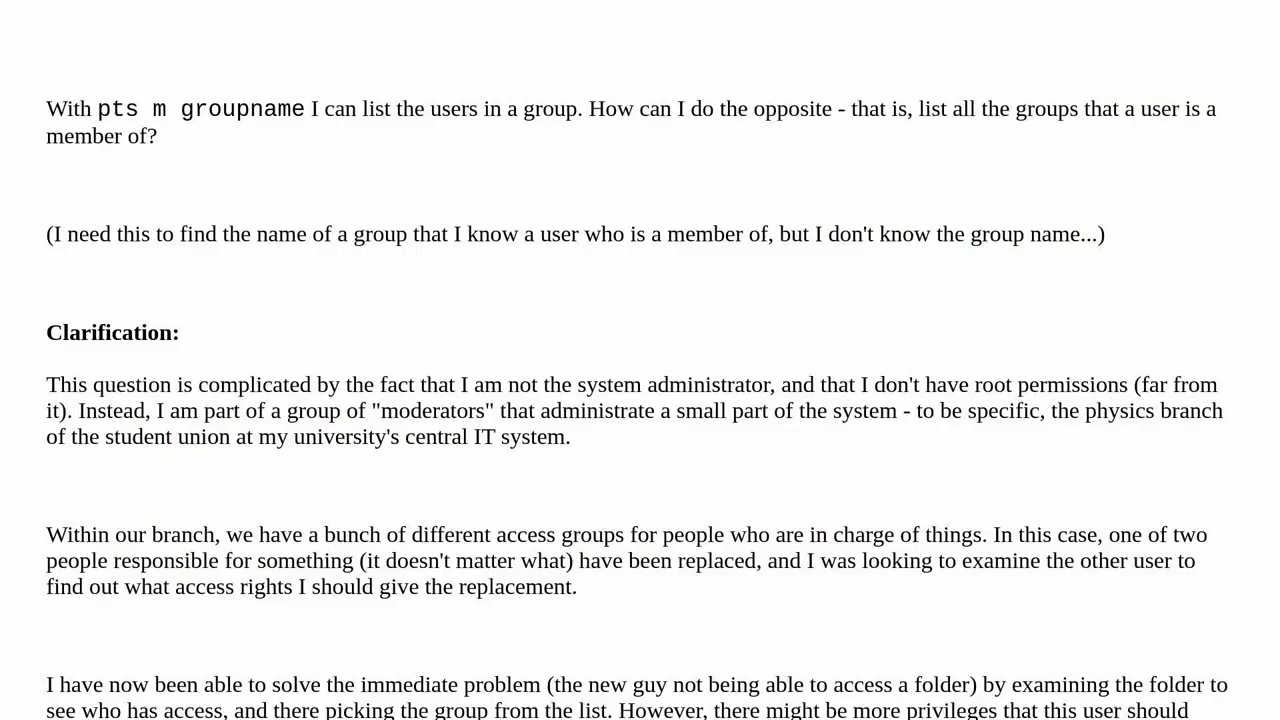 With pts m groupname I can list the users in a group. How can I do the opposite - that is, list all the groups that a user is a
member of?
(I need this to find the name of a group that I know a user who is a member of, but I don't know the group name...)
Clarification:
This question is complicated by the fact that I am not the system administrator, and that I don't have root permissions (far from
it). Instead, I am part of a group of "moderators" that administrate a small part of the system - to be specific, the physics branch
of the student union at my university's central IT system.
Within our branch, we have a bunch of different access groups for people who are in charge of things. In this case, one of two
people responsible for something (it doesn't matter what) have been replaced, and I was looking to examine the other user to
find out what access rights I should give the replacement.
I have now been able to solve the immediate problem (the new guy not being able to access a folder) by examining the folder to
see who has access, and there picking the group from the list. However, there might be more privileges that this user should